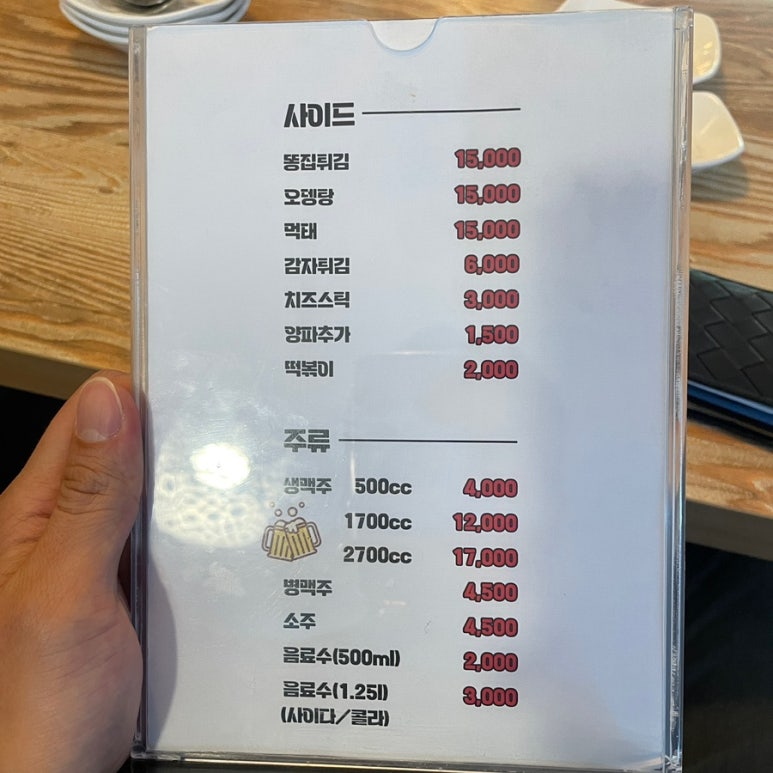 사이드
똥집튀김 15,000
오뎅탕 15,000
먹태 15,000
감자튀김 6,000
치즈스틱 3,000
양파추가 1,500
떡볶이 2,000
주류
생맥주 500cc 4,000
1700cc 12,000
2700cc 17,000
병맥주 4,500
소주 4,500
음료수(500ml) 2,000
음료수(1.25l) 3,000
(사이다/콜라)